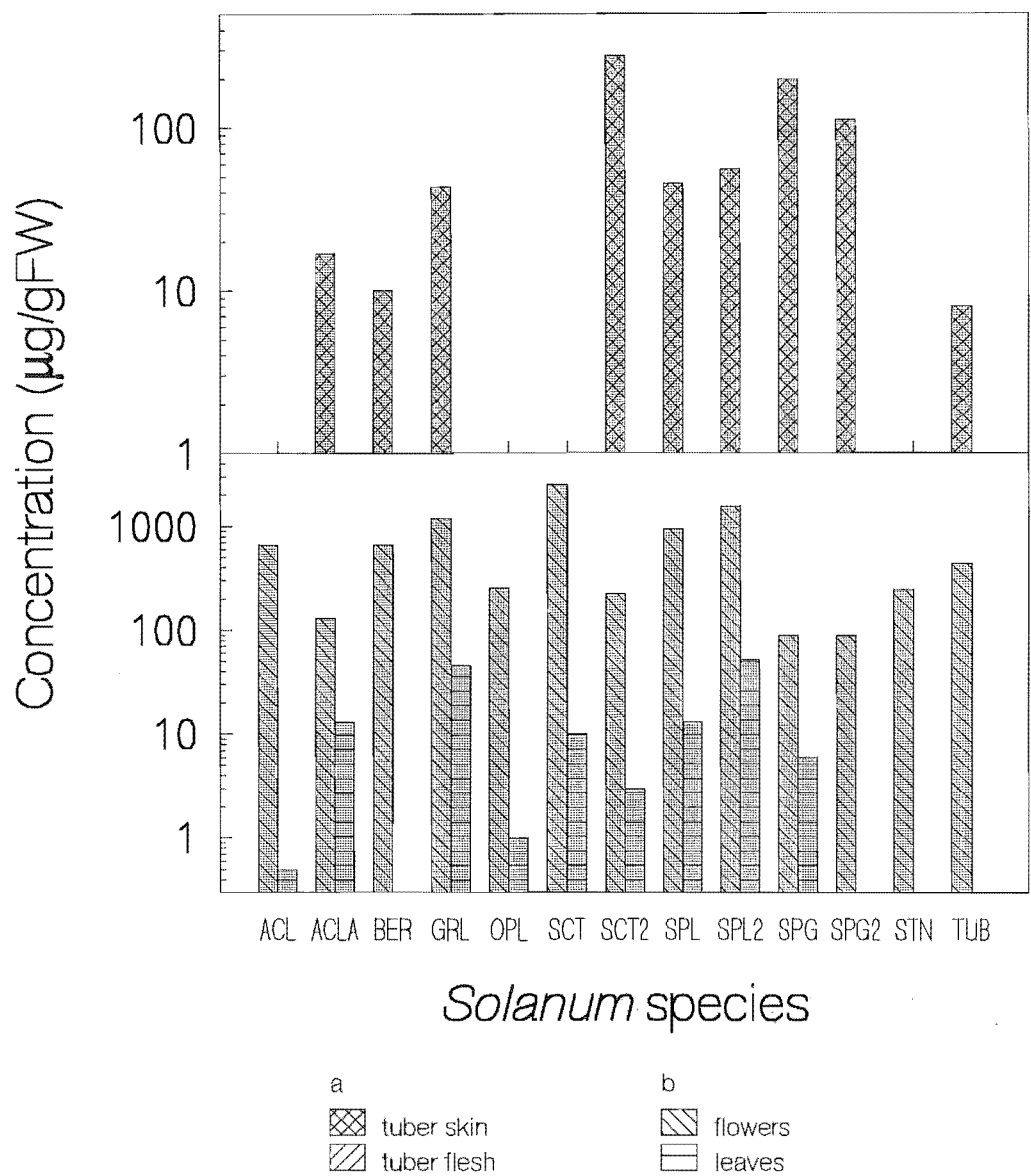 Concentration (µg/gFW)
100
10
1
1000
100
10
1
ACL ACLA BER GRL OPL SCT SCT2 SPL SPL2 SPG SPG2 STN TUB
Solanum species
a
tuber skin
tuber flesh
b
flowers
leaves